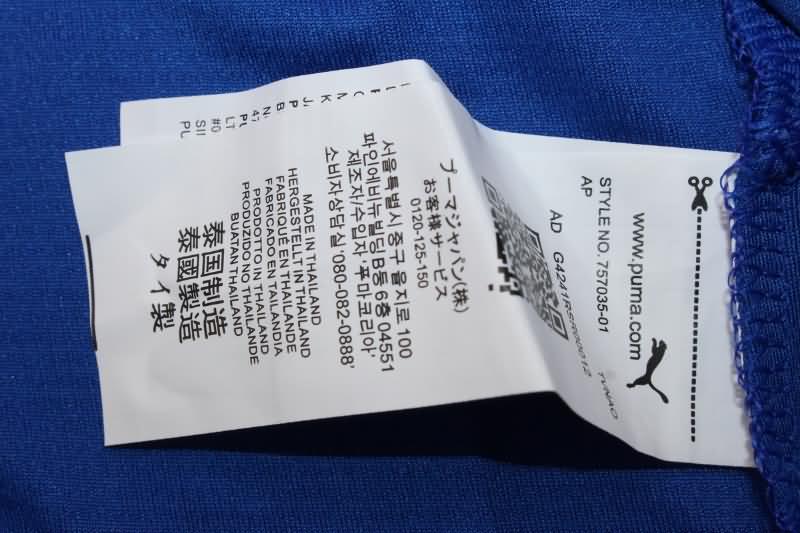 www.puma.com
STYLE NO. 757035-01
AP
AD
プーマジャパン(株)
お客様サービス
0120-125-150
서울특별시 중구 을지로 100
파인에비뉴빌딩 B동 6층 04551
제조자/수입자 '푸마코리아'
소비자상담실 '080-082-0888'
MADE IN THAILAND
HERGESTELLT IN THAILAND
FABRIQUÉ EN THAILANDE
FABRICADO EN TAILANDIA
PRODOTTO IN THAILANDIA
PRODUZIDO NO THAILANDE
BUATAN THAILAND
泰国制造
泰國製造
タイ製